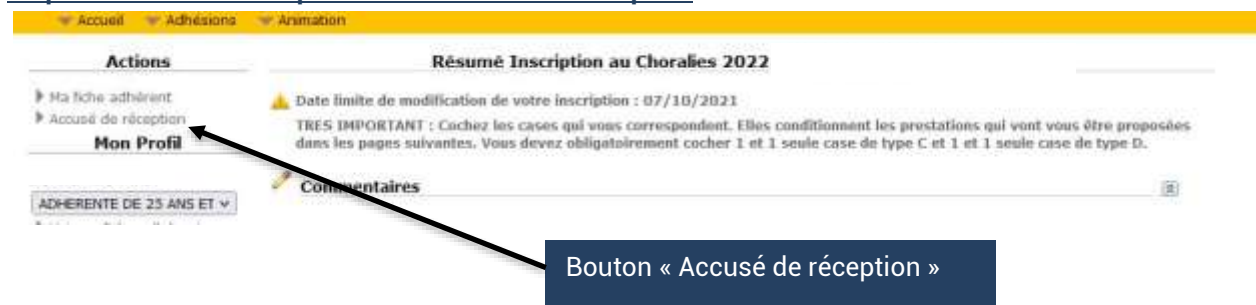 Accueil Adhésions Animation
Actions
Résumé Inscription au Choralies 2022
Ma fiche adhérent
Accusé de réception
Mon Profil
Date limite de modification de votre inscription : 07/10/2021
TRES IMPORTANT : Cochez les cases qui vous correspondent. Elles conditionnent les prestations qui vont vous être proposées
dans les pages suivantes. Vous devez obligatoirement cocher 1 et 1 seule case de type C et 1 et 1 seule case de type D.
Commentaires
ADHERENTE DE 25 ANS ET
Bouton « Accusé de réception »